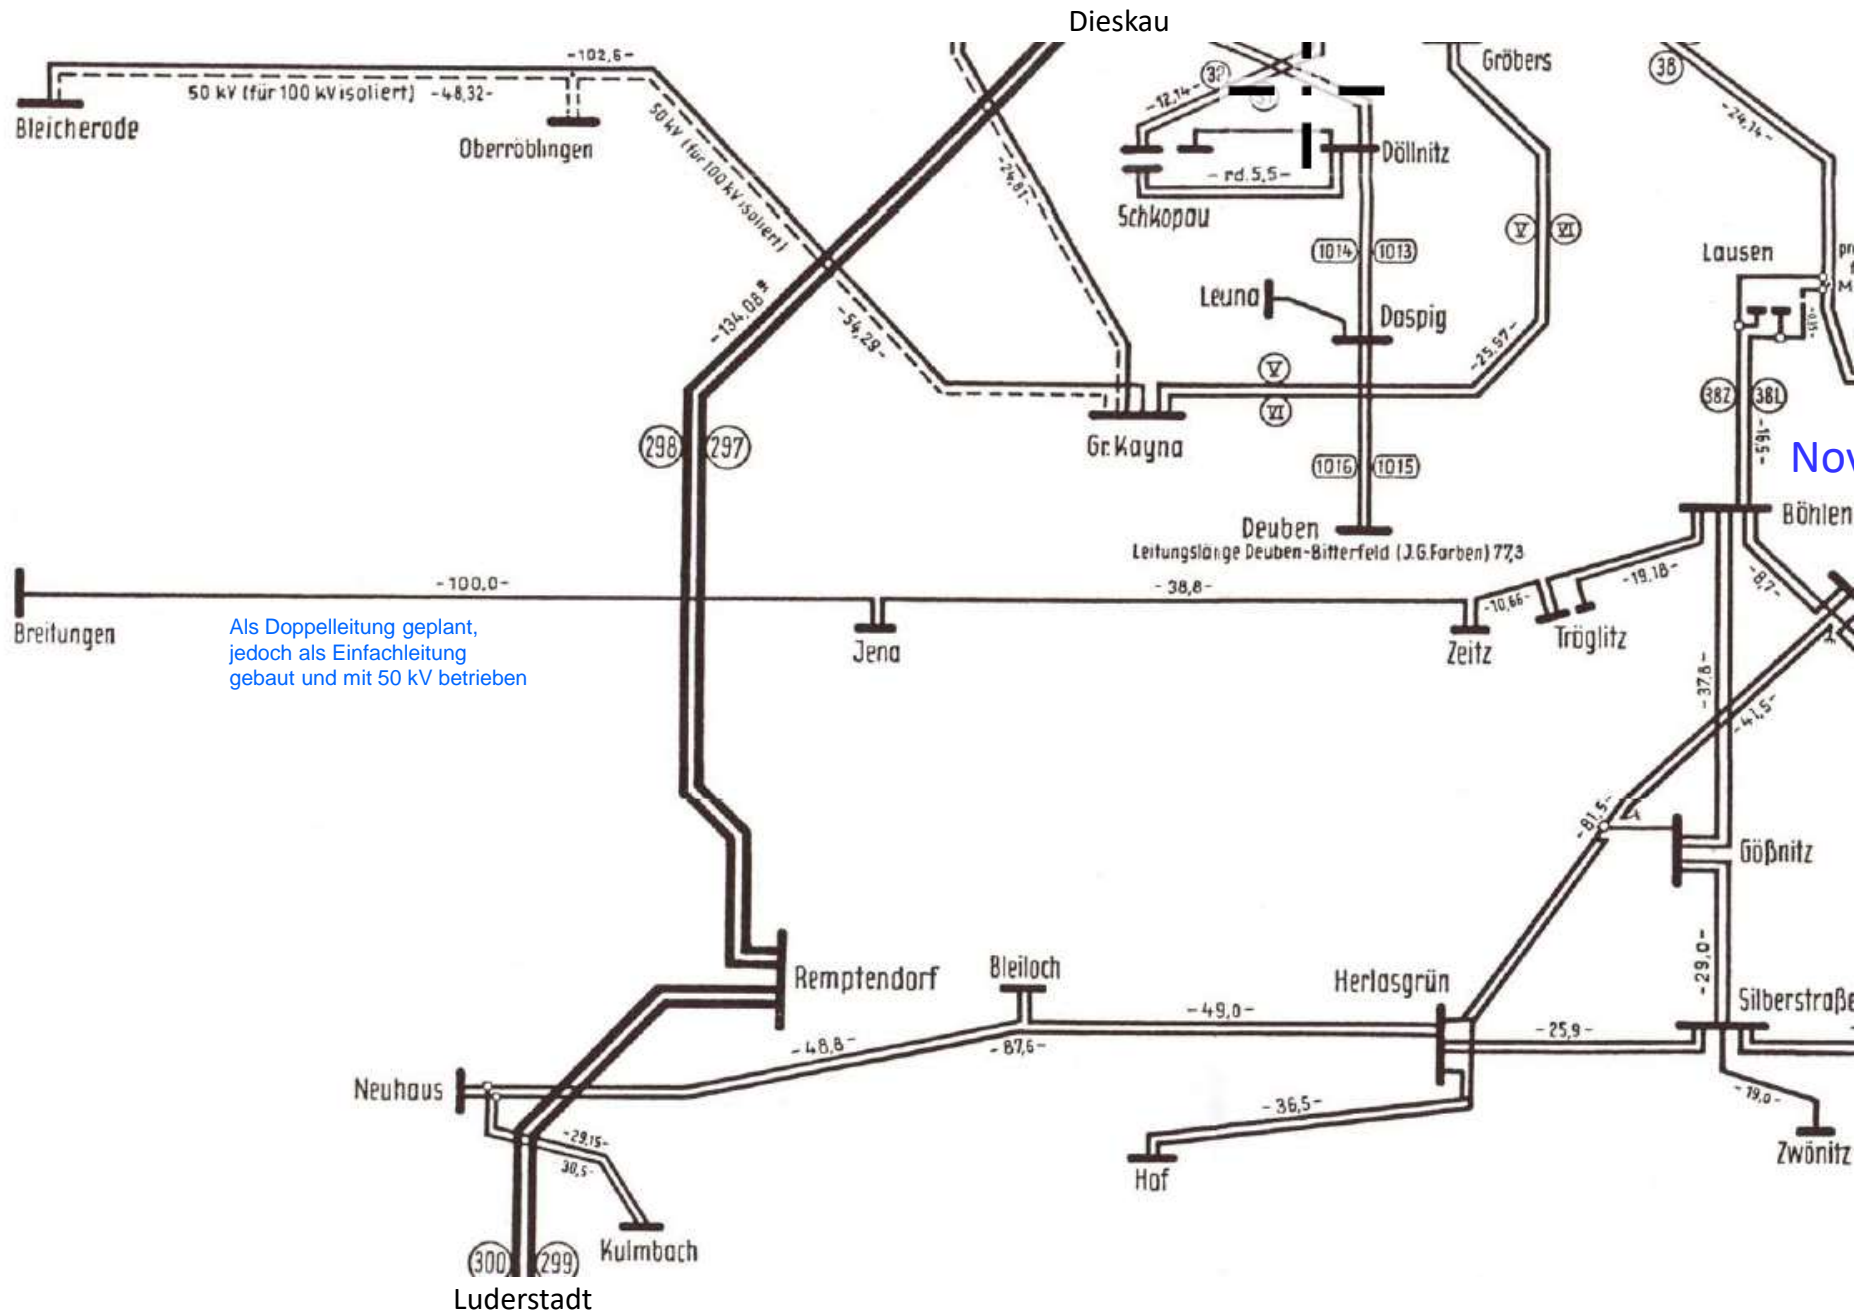 Dieskau
-102,6-
50 kV (für 100 kV isoliert) -48,32-
Bleicherode
Oberröblingen
50 kV (für 100 kV isoliert)
-24,81-
-12,14-
32
Gröbers
38
-24,14-
Döllnitz
- rd.5,5-
Schkopau
V
VI
1014
1013
Lausen
Leuna
Daspig
-134,08*
-54,29-
-25,97-
V
VI
382
381
-16,5-
Gr. Kayna
298
297
1016
1015
Nov
Böhlen
Deuben
Leitungslänge Deuben-Bitterfeld (J.G.Farben) 77,3
-100,0-
-38,8-
-10,66-
-19,18-
-8,7-
Breitungen
Als Doppelleitung geplant,
jedoch als Einfachleitung
gebaut und mit 50 kV betrieben
Jena
Zeitz
Tröglitz
-37,8-
-41,5-
-81,5-
Gößnitz
Remptendorf
Bleiloch
Herlasgrün
-29,0-
Silberstraße
-49,0-
-25,9-
-48,8-
-87,6-
Neuhaus
-36,5-
-19,0-
-29,15-
30,5-
Hof
Zwönitz
Kulmbach
300
299
Luderstadt